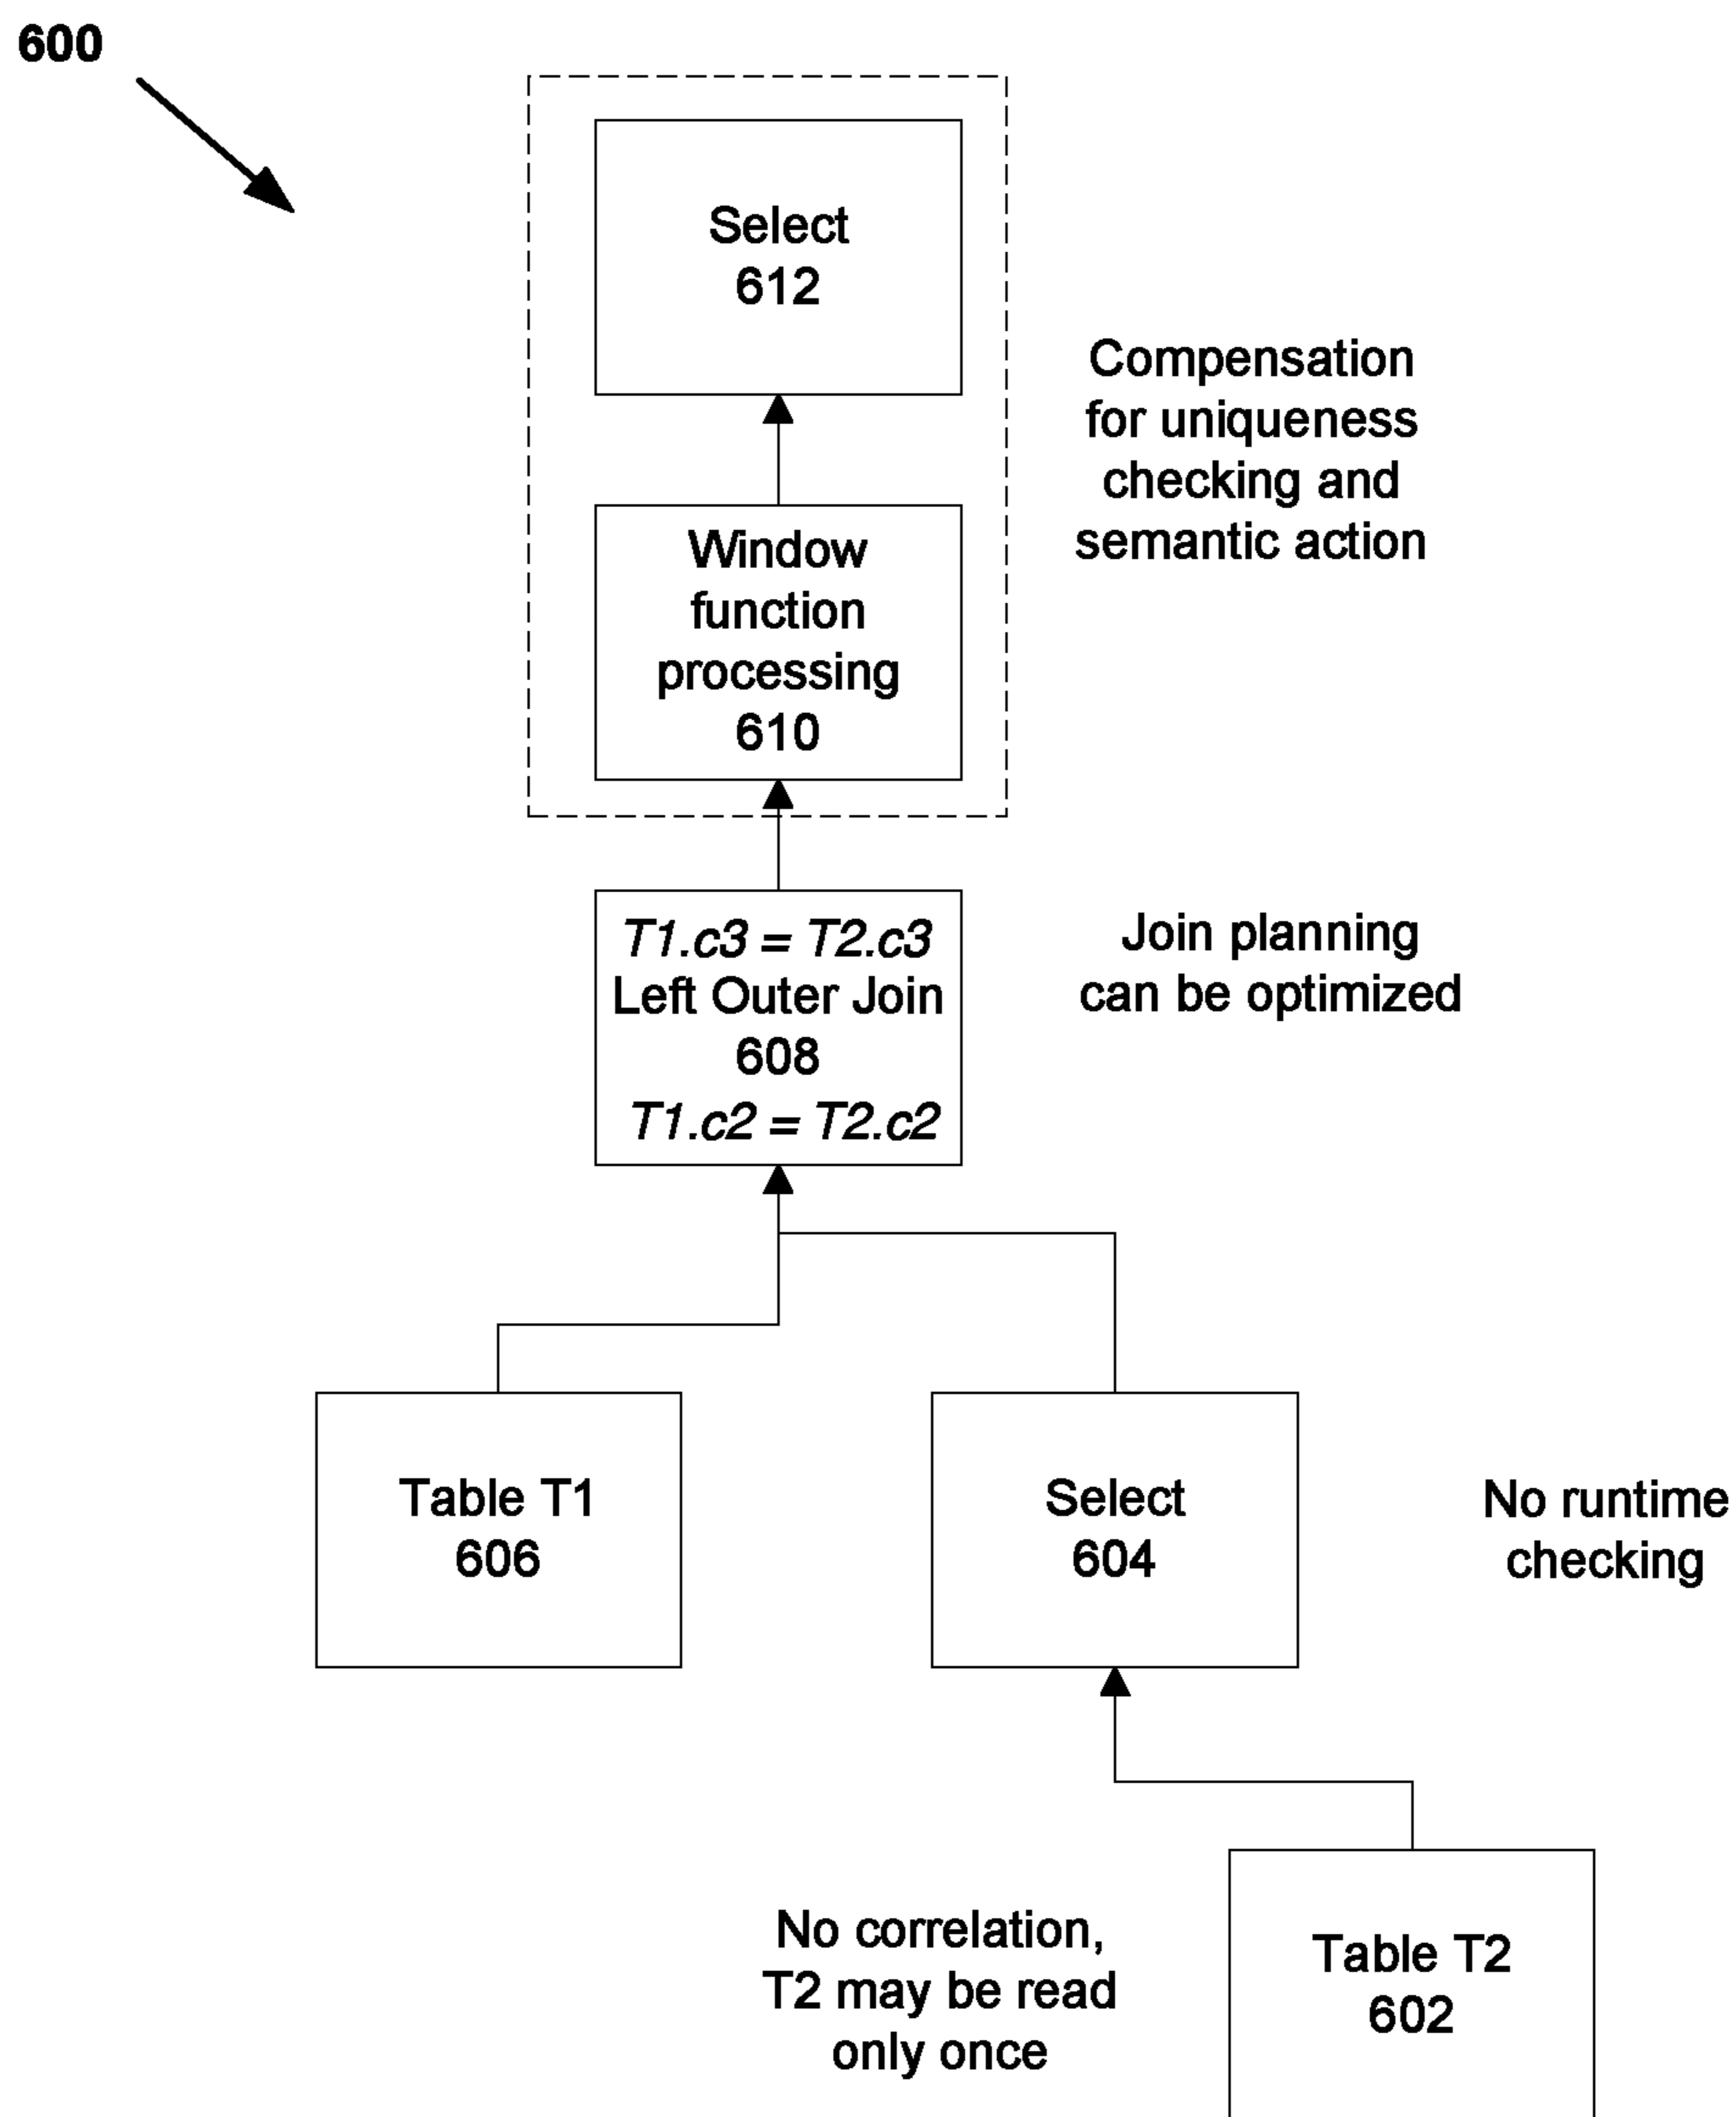 600
Select
612
Compensation
for uniqueness
checking and
semantic action
Window
function
processing
610
T1.c3 = T2.c3
Left Outer Join
608
T1.c2 = T2.c2
Join planning
can be optimized
Table T1
606
Select
604
No runtime
checking
No correlation,
T2 may be read
only once
Table T2
602